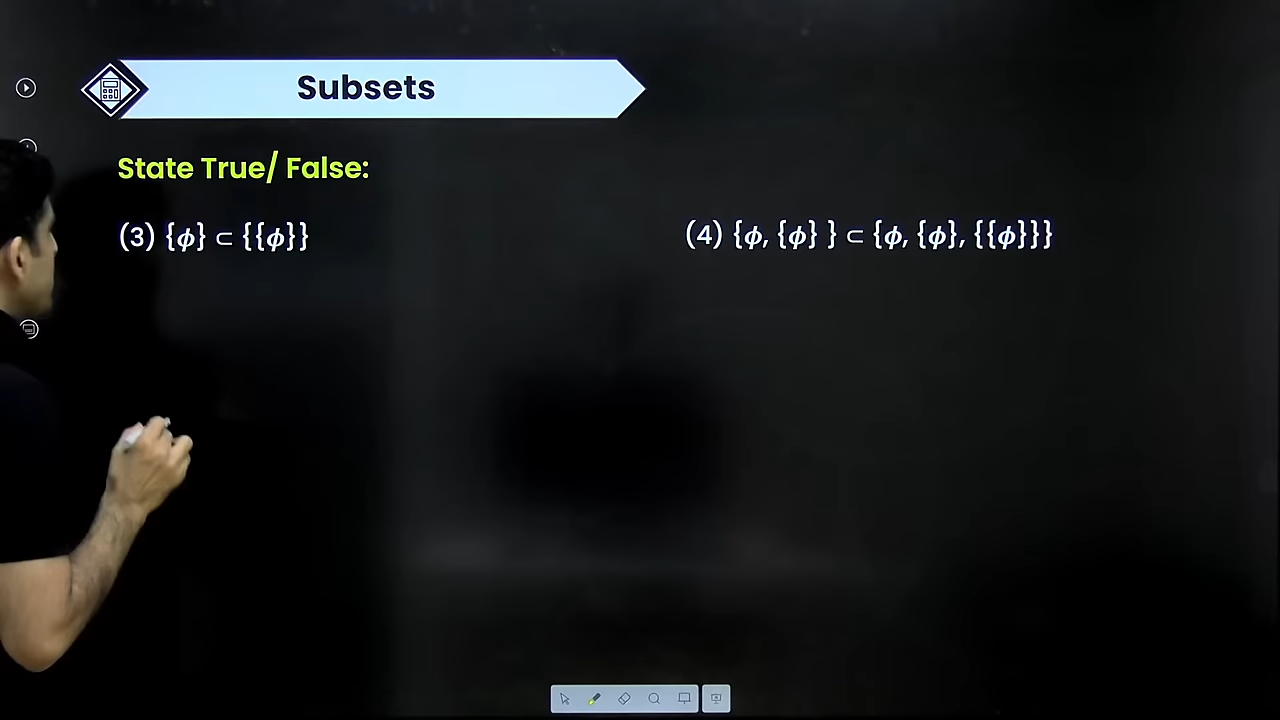 Subsets
State True/ False:
(3) {ϕ} ⊂ {{ϕ}}
(4) {ϕ, {ϕ} } ⊂ {ϕ, {ϕ}, {{ϕ}}}